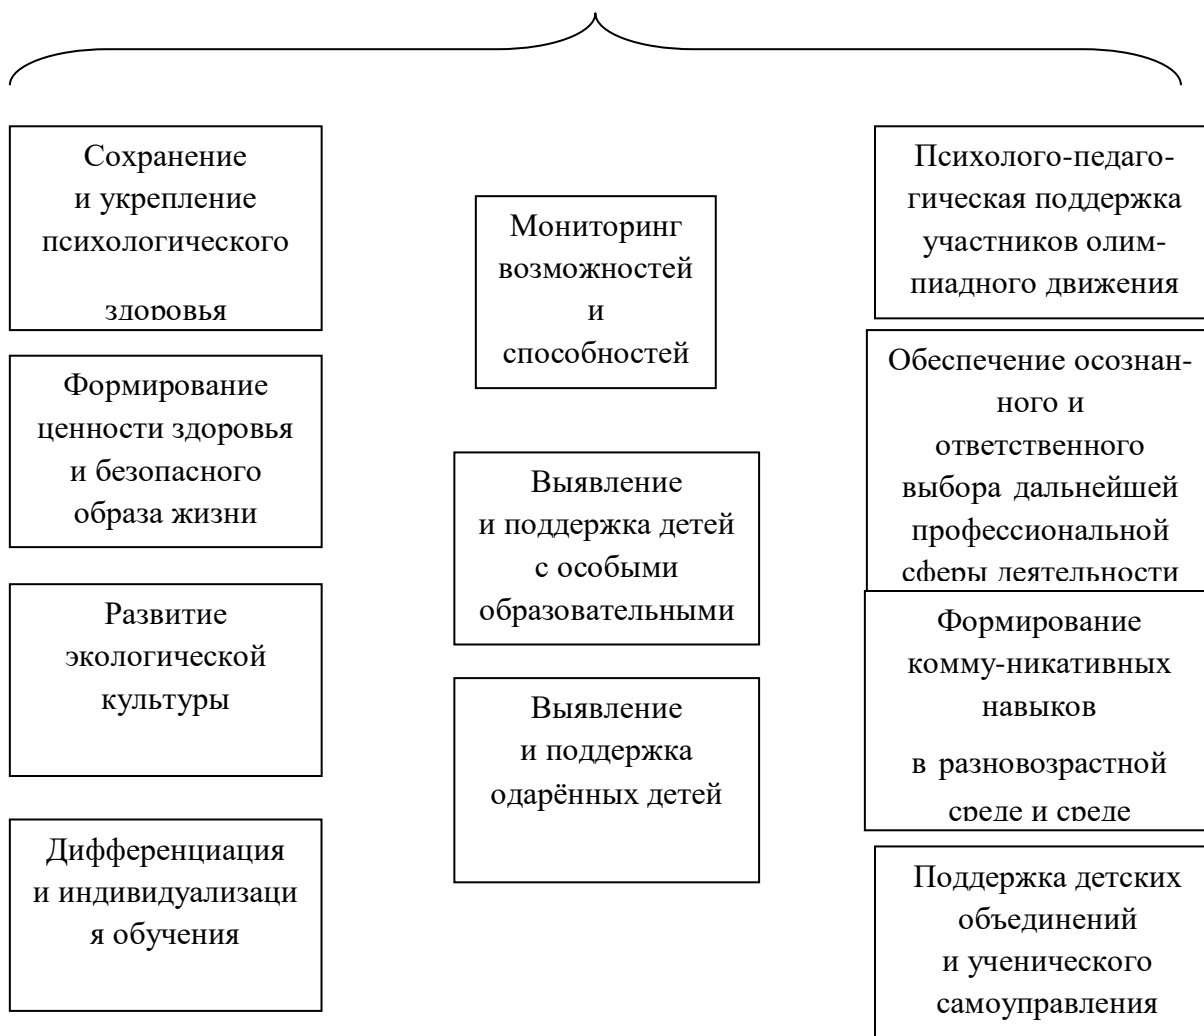 Сохранение
и укрепление
психологического
здоровья
Формирование
ценности здоровья
и безопасного
образа жизни
Развитие
экологической
культуры
Дифференциация
и индивидуализаци
я обучения
Мониторинг
возможностей
и
способностей
Выявление
и поддержка детей
с особыми
образовательными
Выявление
и поддержка
одарённых детей
Психолого-педаго-
гическая поддержка
участников олим-
пиадного движения
Обеспечение осознан-
ного и
ответственного
выбора дальнейшей
профессиональной
сферы деятельности
Формирование
комму-никативных
навыков
в разновозрастной
среде и среде
Поддержка детских
объединений
и ученического
самоуправления